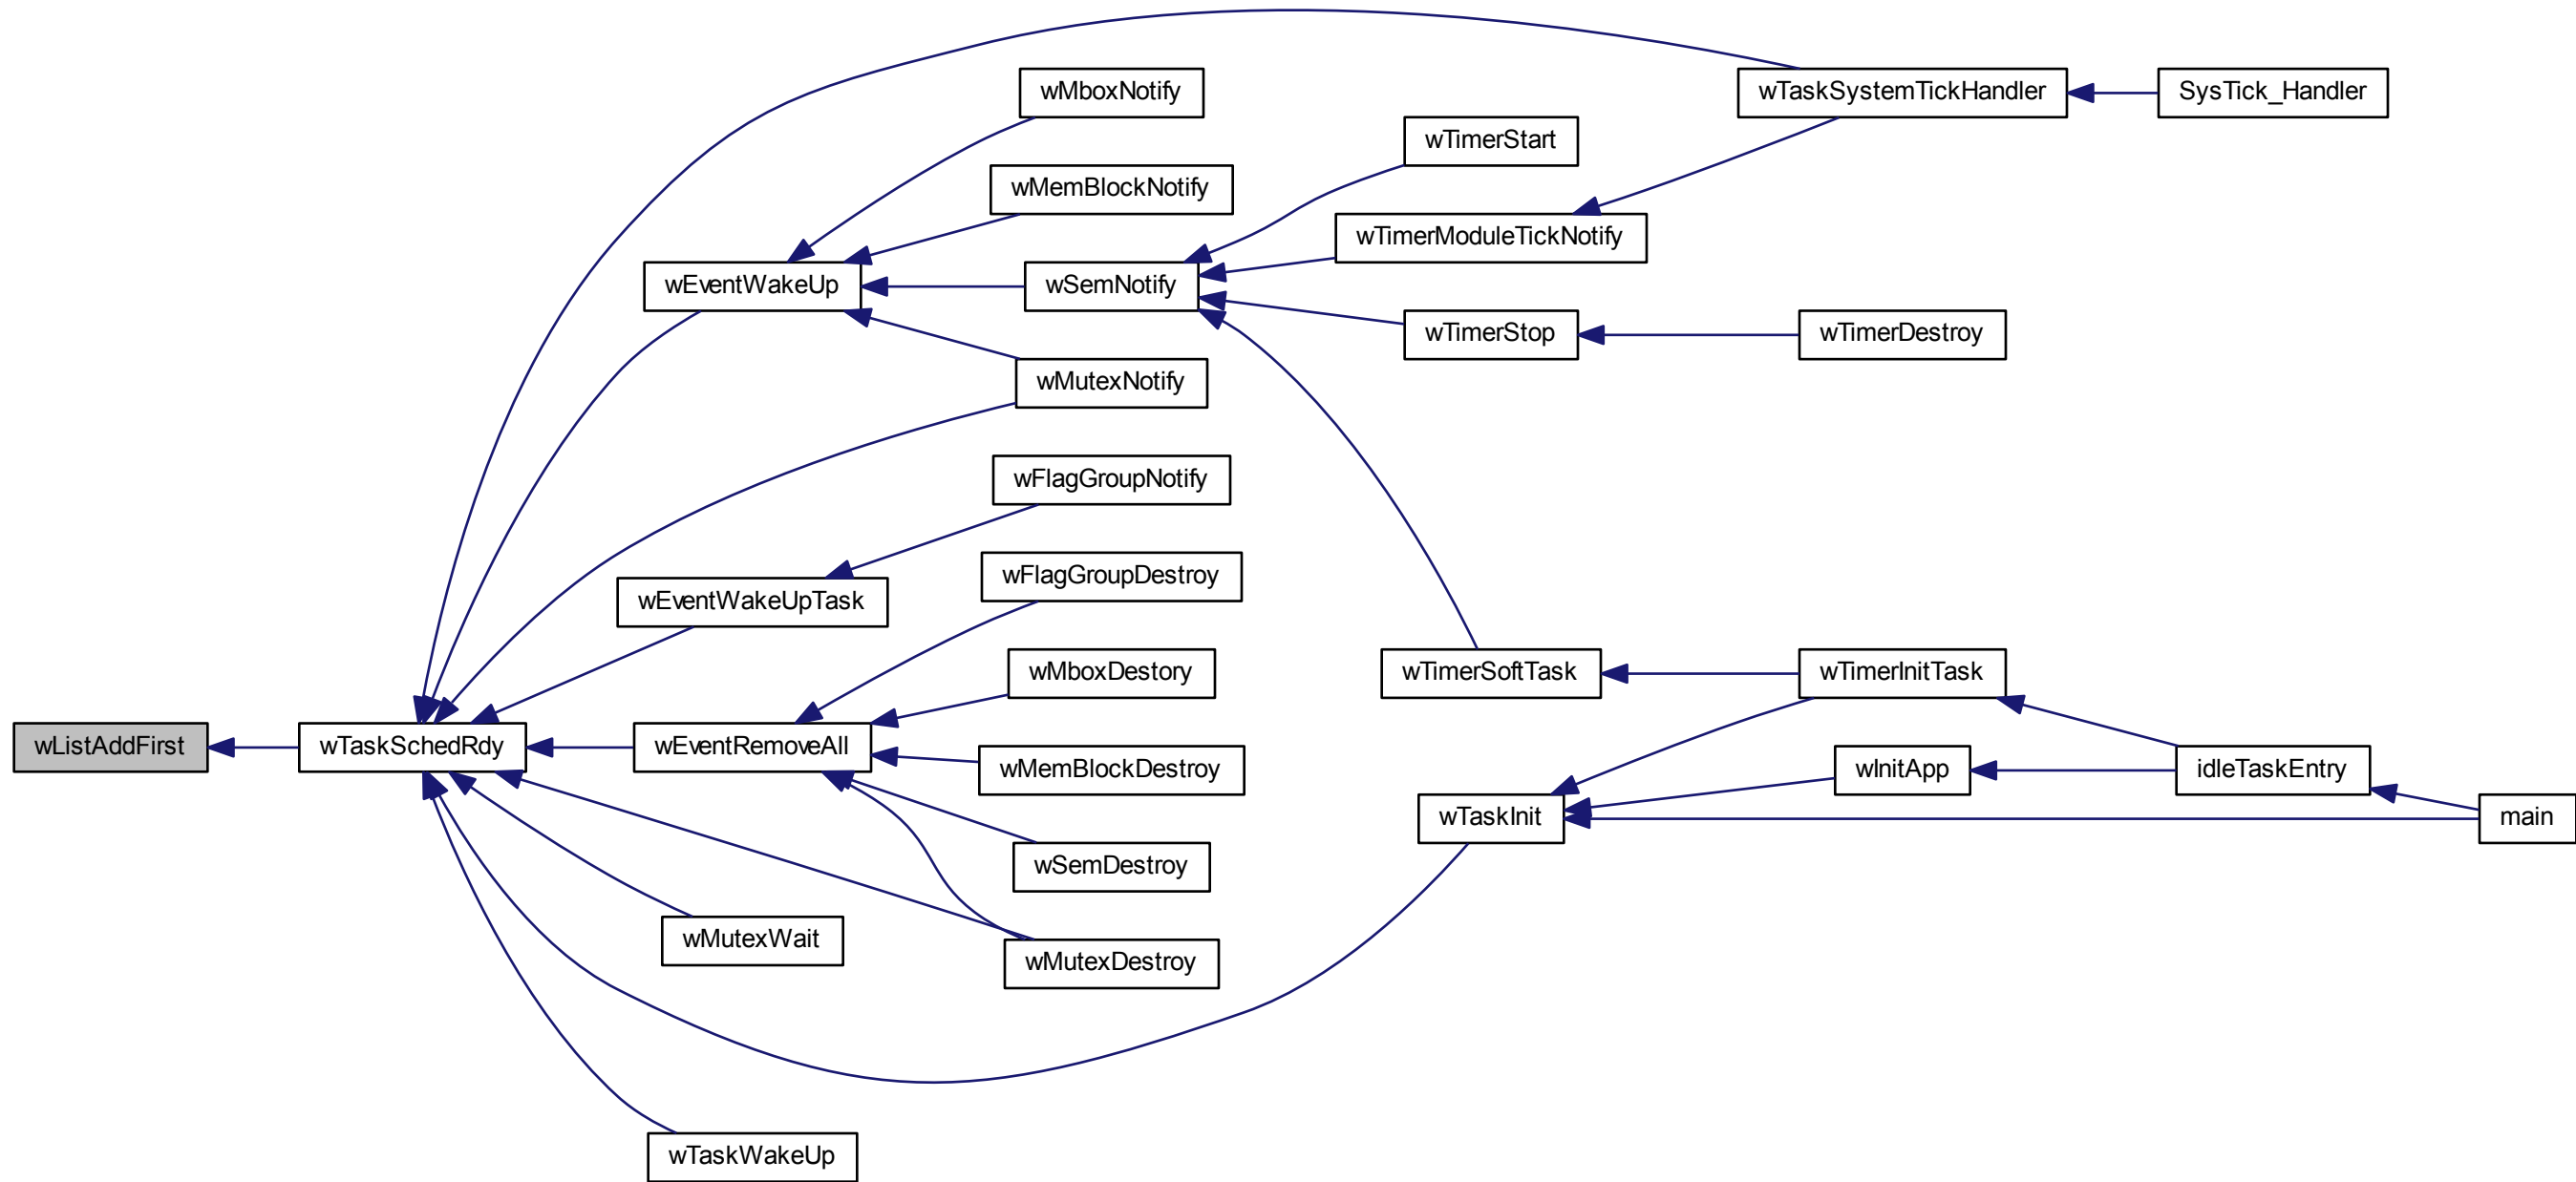 wMboxNotify
wTaskSystemTickHandler
SysTick_Handler
wTimerStart
wMemBlockNotify
wTimerModuleTickNotify
wEventWakeUp
wSemNotify
wTimerStop
wTimerDestroy
wMutexNotify
wFlagGroupNotify
wFlagGroupDestroy
wEventWakeUpTask
wMboxDestory
wTimerSoftTask
wTimerInitTask
wListAddFirst
wTaskSchedRdy
wEventRemoveAll
wMemBlockDestroy
wInitApp
idleTaskEntry
wTaskInit
main
wSemDestroy
wMutexWait
wMutexDestroy
wTaskWakeUp